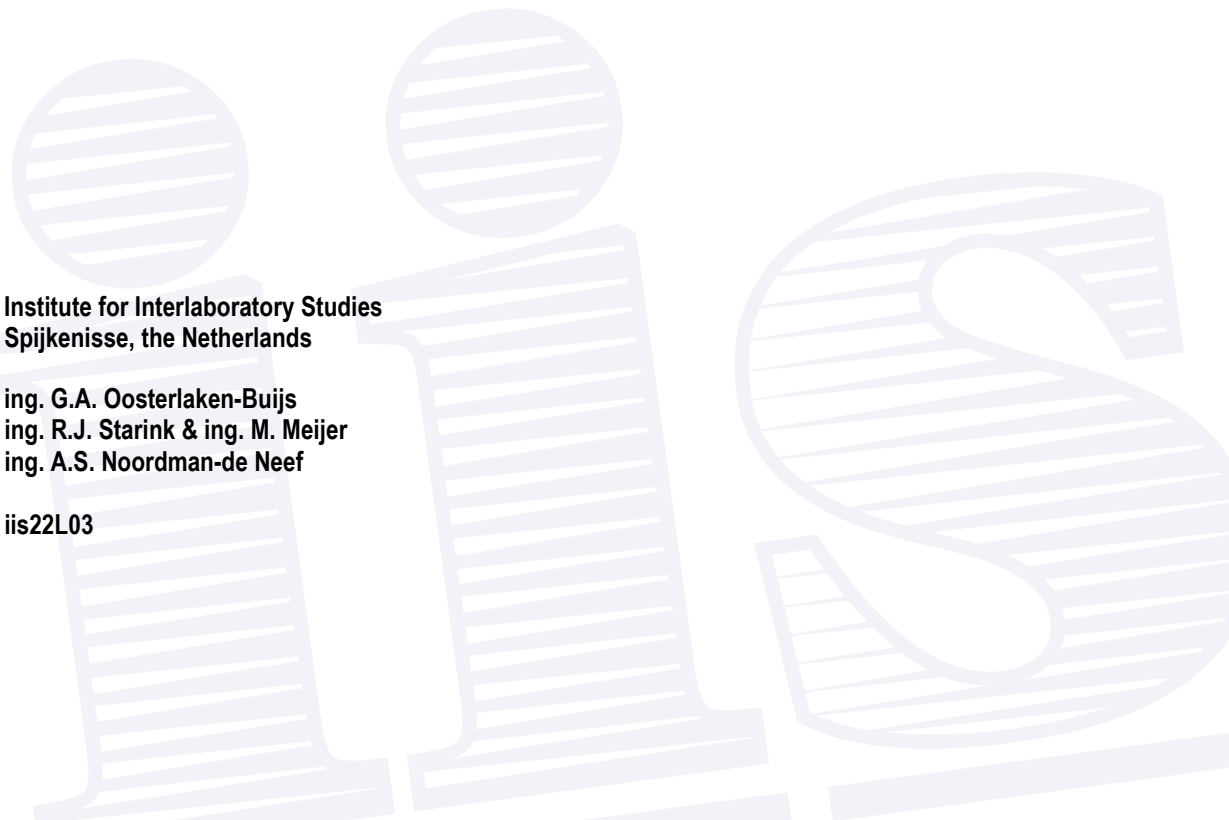 Institute for Interlaboratory Studies
Spijkenisse, the Netherlands
ing. G.A. Oosterlaken-Buijs
ing. R.J. Starink & ing. M. Meijer
ing. A.S. Noordman-de Neef
iis22L03
iis